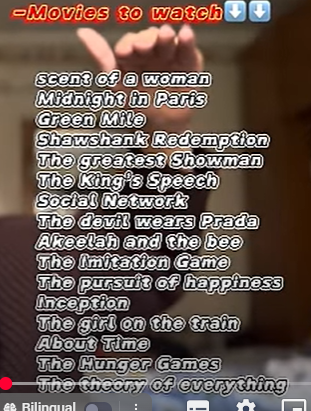 -Movies to watch⬇️⬇️
scent of a woman
Midnight in Paris
Green Mile
Shawshank Redemption
The greatest Showman
The King's Speech
Social Network
The devil wears Prada
Akeelah and the bee
The Imitation Game
The pursuit of happiness
Inception
The girl on the train
About Time
The Hunger Games
The theory of everything
Bilingual